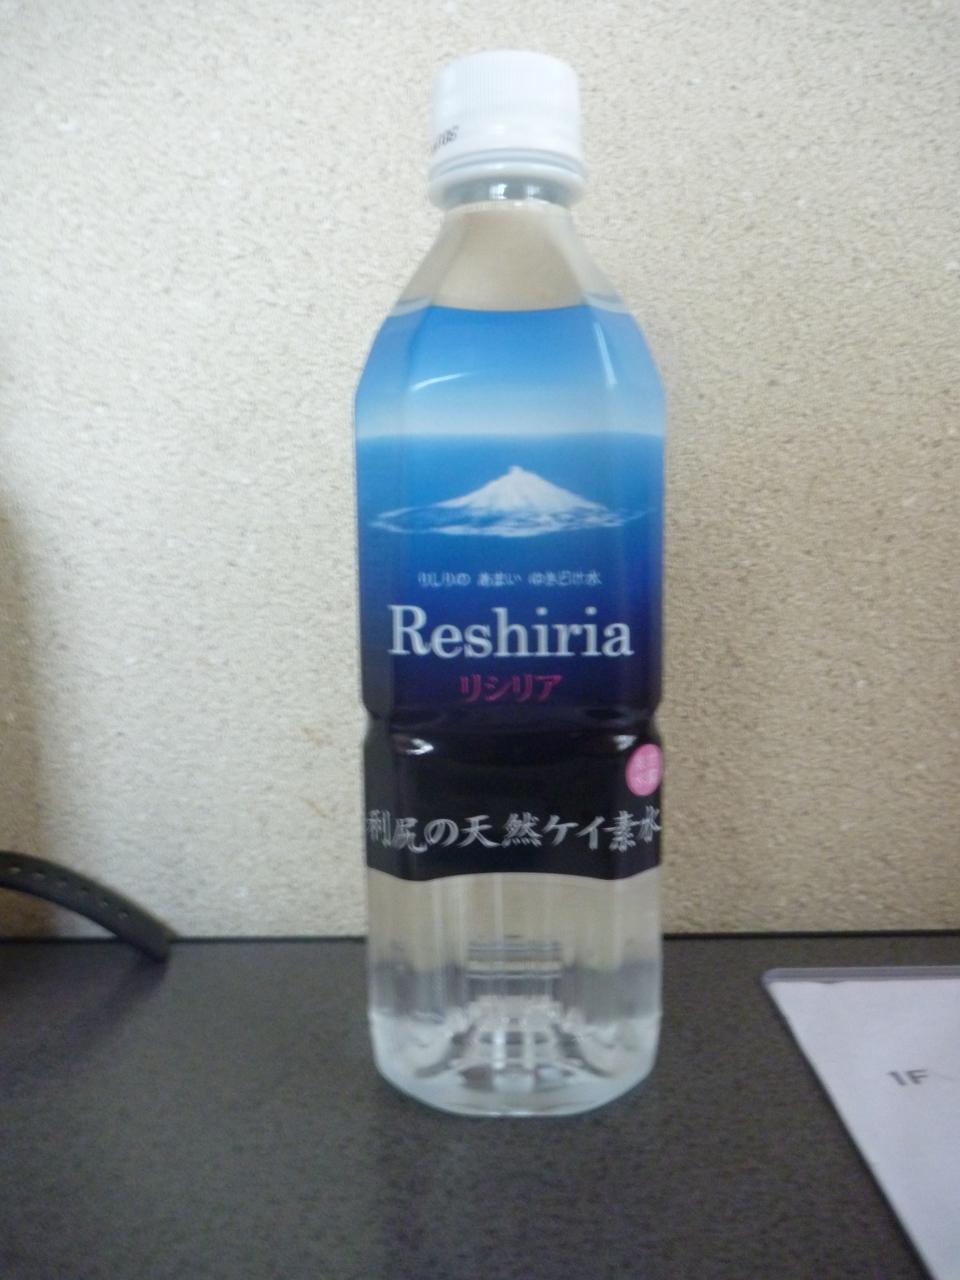 りしりの あまい ゆきどけ水
Reshiria
リシリア
利尻の天然ケイ素水
1F